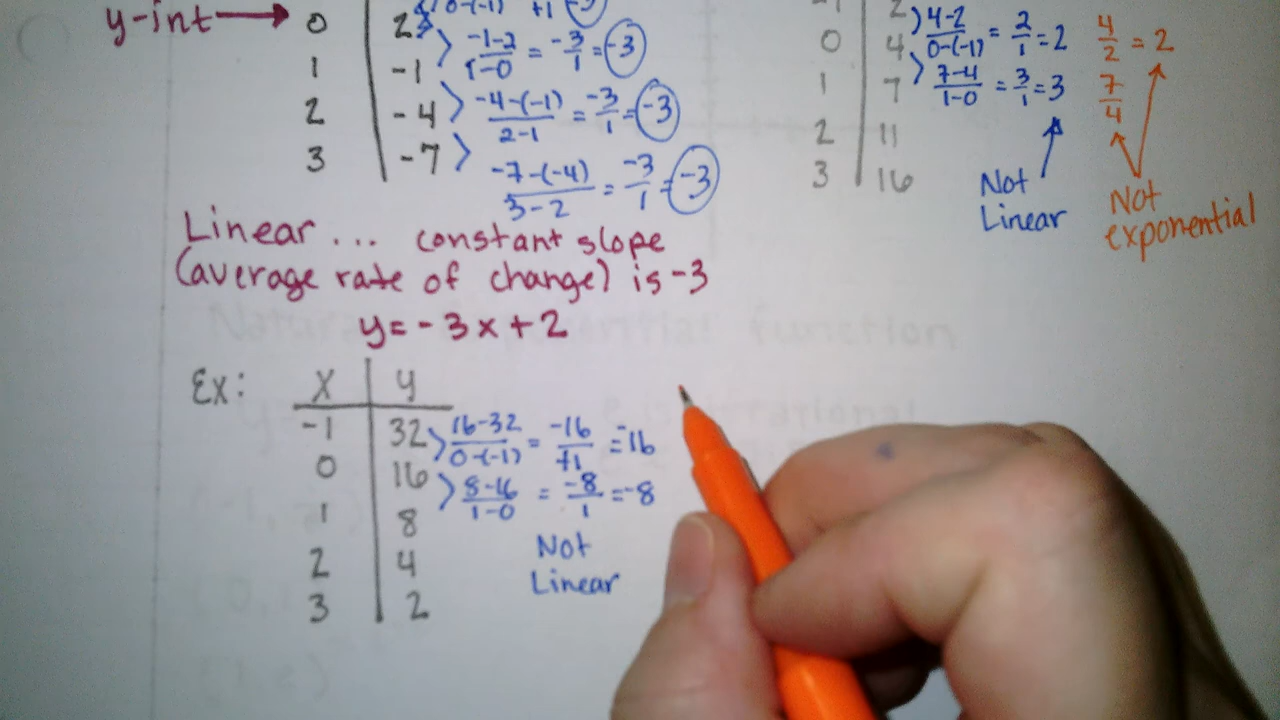 y-int → 0 2
-1-2/1-0 = -3/1 = -3
1 -1
-4-(-1)/2-1 = -3/1 = -3
2 -4
3 -7
-7-(-4)/3-2 = -3/1 = -3
-1 2
4-2/0-(-1) = 2/1 = 2
4/2 = 2
0 4
7-4/1-0 = 3/1 = 3
7/4
1 7
2 11
3 16
Not
Linear
Not
exponential
Linear ... constant slope
(average rate of change) is -3
y = -3x + 2
Ex: X y
-1 32
16-32/0-(-1) = -16/+1 = -16
0 16
8-16/1-0 = -8/1 = -8
1 8
2 4
3 2
Not
Linear